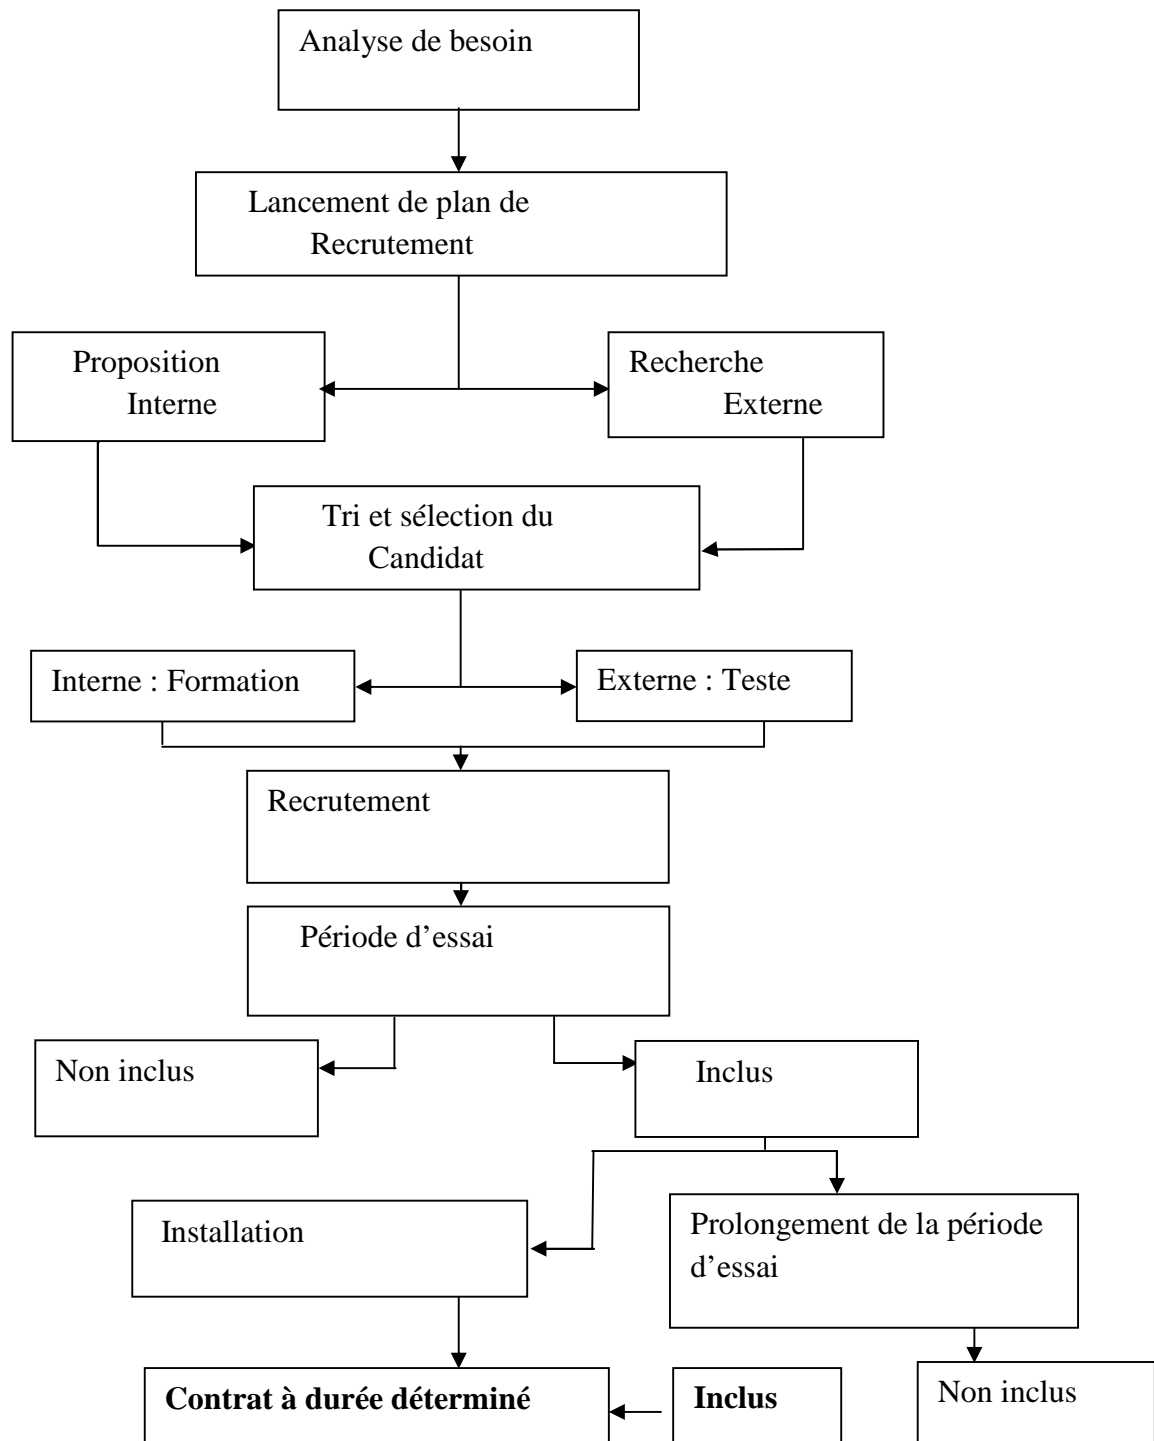 Analyse de besoin
Lancement de plan de
Recrutement
Proposition
Interne
Recherche
Externe
Tri et sélection du
Candidat
Interne : Formation
Externe : Teste
Recrutement
Période d’essai
Non inclus
Inclus
Installation
Prolongement de la période
d’essai
Contrat à durée déterminé
Inclus
Non inclus